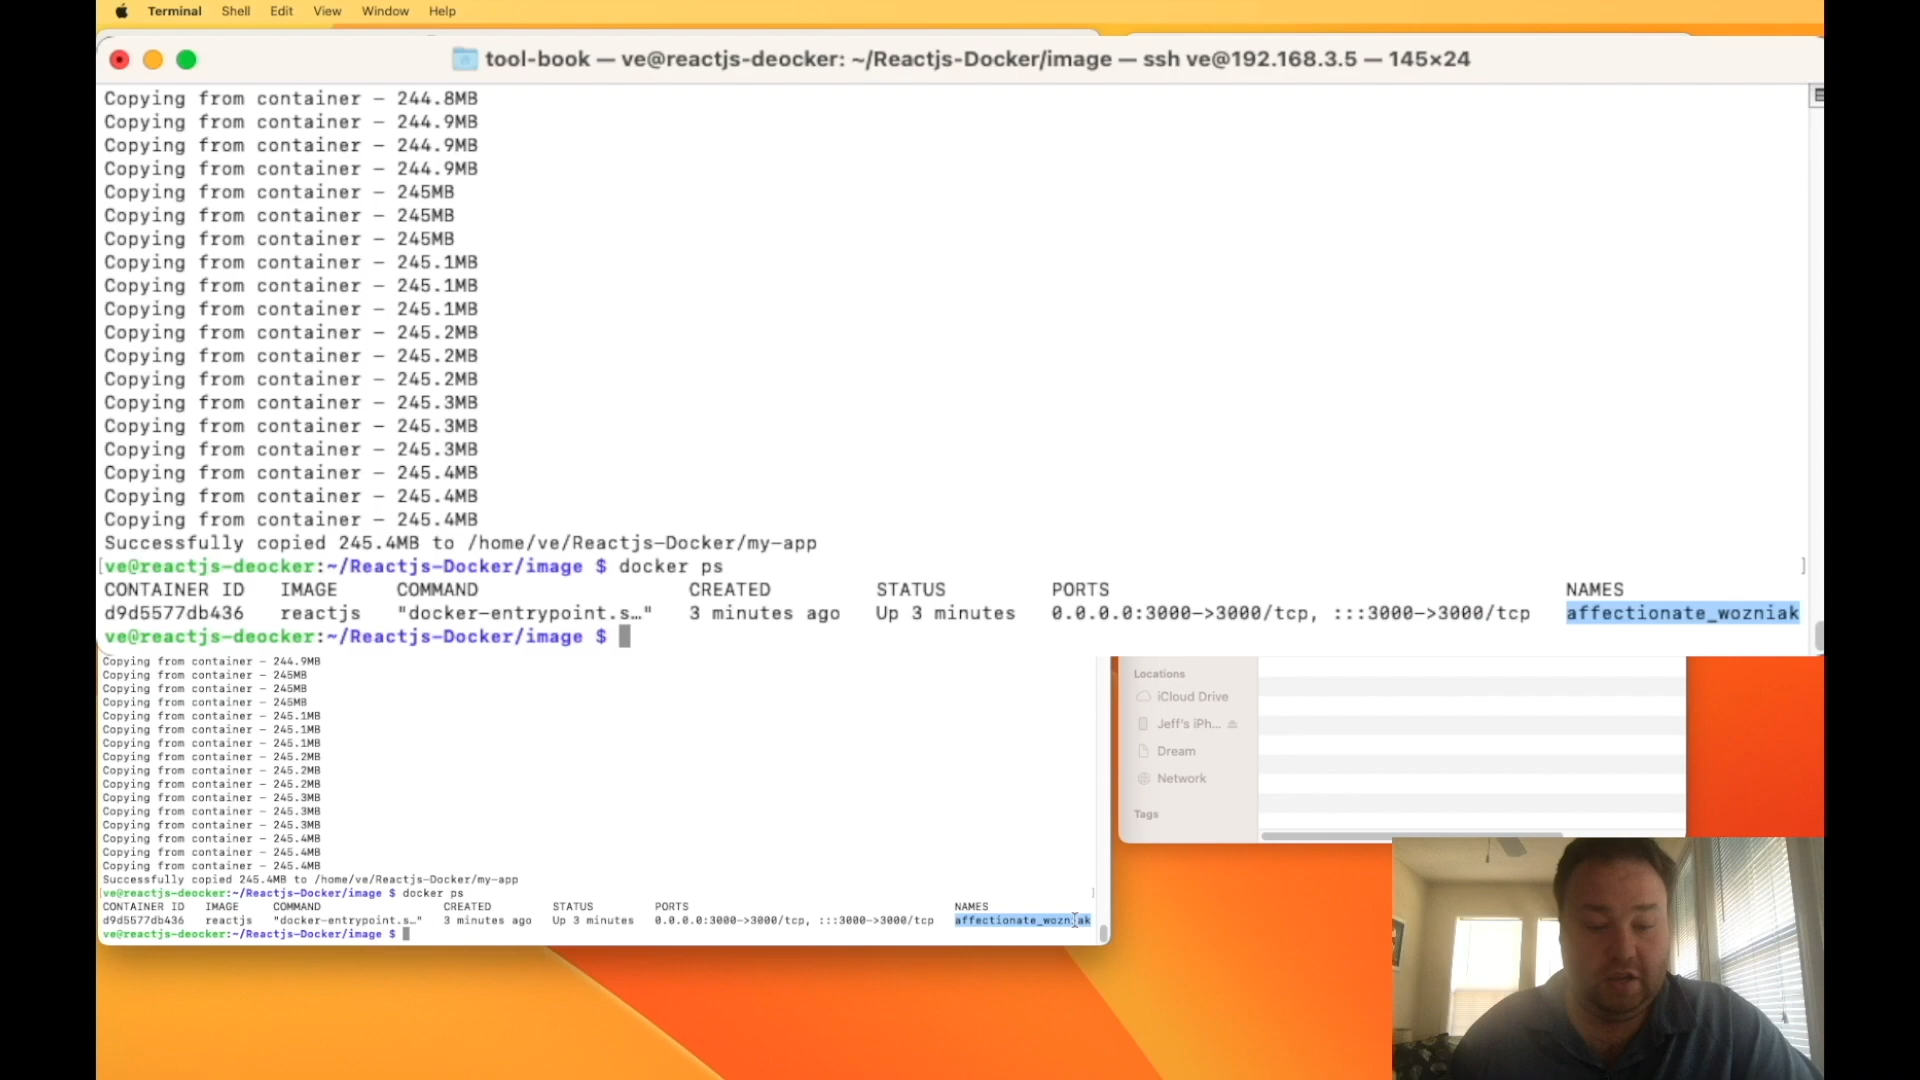 Terminal Shell Edit View Window Help
tool-book — ve@reactjs-deocker: ~/Reactjs-Docker/image — ssh ve@192.168.3.5 — 145×24
Copying from container - 244.8MB
Copying from container - 244.9MB
Copying from container - 244.9MB
Copying from container - 244.9MB
Copying from container - 245MB
Copying from container - 245MB
Copying from container - 245MB
Copying from container - 245.1MB
Copying from container - 245.1MB
Copying from container - 245.1MB
Copying from container - 245.2MB
Copying from container - 245.2MB
Copying from container - 245.2MB
Copying from container - 245.3MB
Copying from container - 245.3MB
Copying from container - 245.3MB
Copying from container - 245.4MB
Copying from container - 245.4MB
Copying from container - 245.4MB
Successfully copied 245.4MB to /home/ve/Reactjs-Docker/my-app
[ve@reactjs-deocker:~/Reactjs-Docker/image $ docker ps ]
CONTAINER ID IMAGE COMMAND CREATED STATUS PORTS NAMES
d9d5577db436 reactjs "docker-entrypoint.s…" 3 minutes ago Up 3 minutes 0.0.0.0:3000->3000/tcp, :::3000->3000/tcp affectionate_wozniak
ve@reactjs-deocker:~/Reactjs-Docker/image $
Copying from container - 244.9MB
Copying from container - 245MB
Copying from container - 245MB
Copying from container - 245MB
Copying from container - 245.1MB
Copying from container - 245.1MB
Copying from container - 245.1MB
Copying from container - 245.2MB
Copying from container - 245.2MB
Copying from container - 245.2MB
Copying from container - 245.3MB
Copying from container - 245.3MB
Copying from container - 245.3MB
Copying from container - 245.4MB
Copying from container - 245.4MB
Copying from container - 245.4MB
Successfully copied 245.4MB to /home/ve/Reactjs-Docker/my-app
[ve@reactjs-deocker:~/Reactjs-Docker/image $ docker ps ]
CONTAINER ID IMAGE COMMAND CREATED STATUS PORTS NAMES
d9d5577db436 reactjs "docker-entrypoint.s…" 3 minutes ago Up 3 minutes 0.0.0.0:3000->3000/tcp, :::3000->3000/tcp affectionate_wozniak
ve@reactjs-deocker:~/Reactjs-Docker/image $
Locations
iCloud Drive
Jeff's iPh...
Dream
Network
Tags